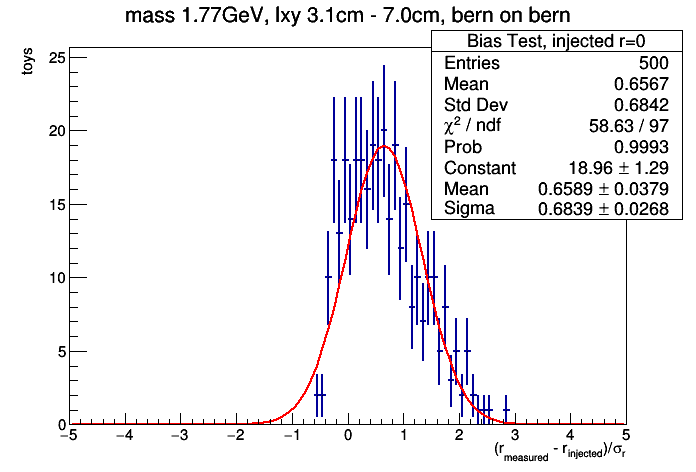 mass 1.77GeV, lxy 3.1cm - 7.0cm, bern on bern
Bias Test, injected r=0
Entries 500
Mean 0.6567
Std Dev 0.6842
χ² / ndf 58.63 / 97
Prob 0.9993
Constant 18.96 ± 1.29
Mean 0.6589 ± 0.0379
Sigma 0.6839 ± 0.0268
toys
25
20
15
10
5
0
−5 −4 −3 −2 −1 0 1 2 3 4 5
(r_measured - r_injected)/σ_r